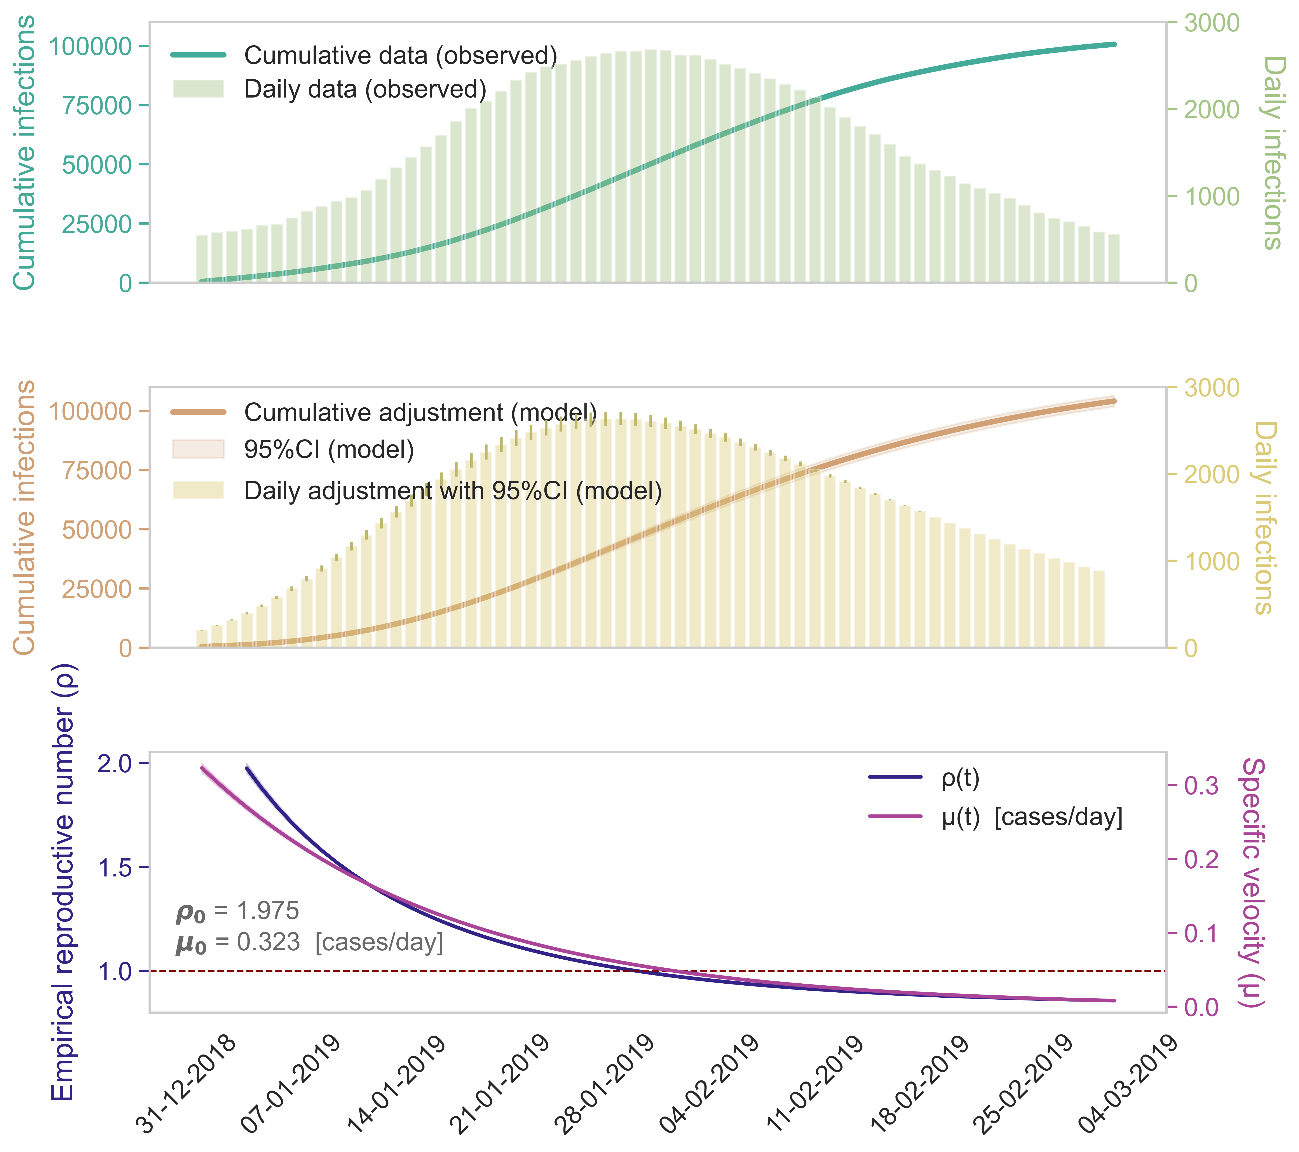 Cumulative infections
100000
75000
50000
25000
0
Cumulative data (observed)
Daily data (observed)
3000
2000
1000
0
Daily infections
Cumulative infections
100000
75000
50000
25000
0
Cumulative adjustment (model)
95%CI (model)
Daily adjustment with 95%CI (model)
3000
2000
1000
0
Daily infections
Empirical reproductive number (ρ)
2.0
1.5
1.0
ρ(t)
μ(t) [cases/day]
ρ₀ = 1.975
μ₀ = 0.323 [cases/day]
0.3
0.2
0.1
0.0
Specific velocity (μ)
31-12-2018
07-01-2019
14-01-2019
21-01-2019
28-01-2019
04-02-2019
11-02-2019
18-02-2019
25-02-2019
04-03-2019